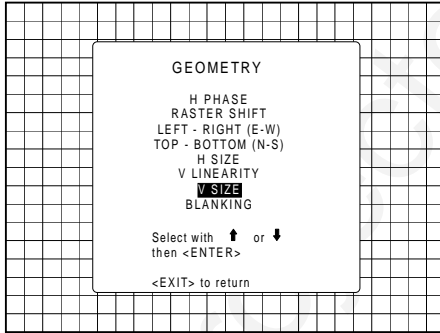 GEOMETRY
H PHASE
RASTER SHIFT
LEFT - RIGHT (E-W)
TOP - BOTTOM (N-S)
H SIZE
V LINEARITY
V SIZE
BLANKING
Select with ⬆ or ⬇
then <ENTER>
<EXIT> to return